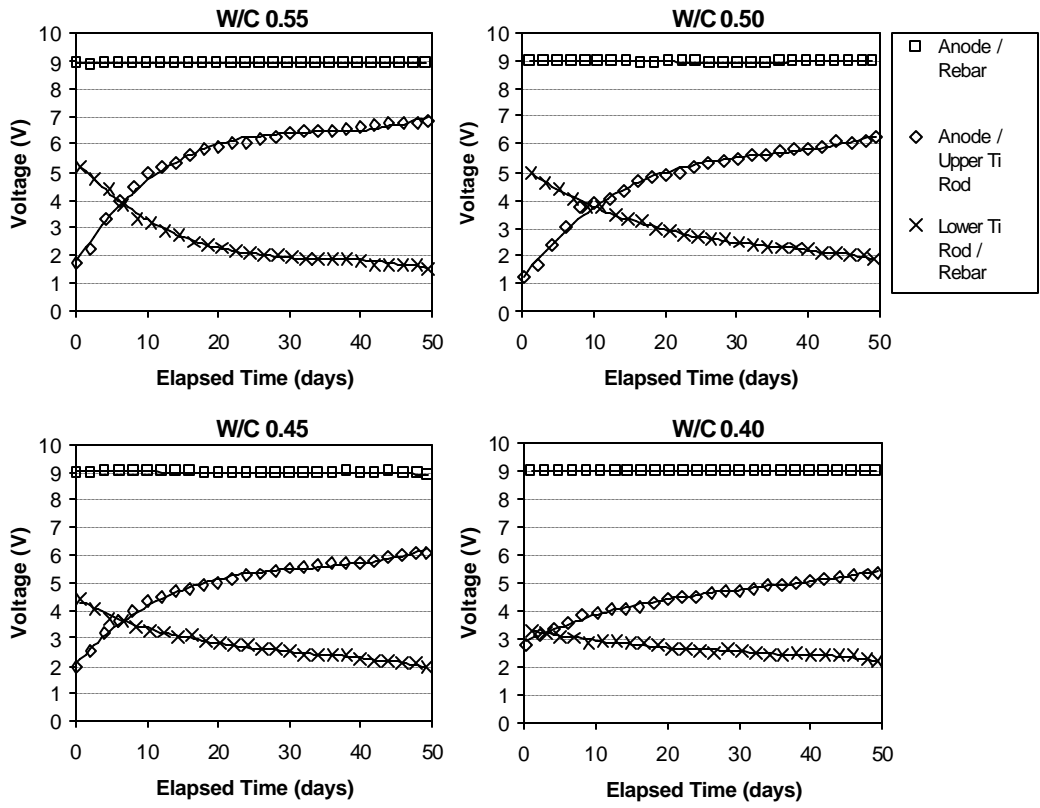 W/C 0.55
10
9
8
7
6
5
4
3
2
1
0
Voltage (V)
0 10 20 30 40 50
Elapsed Time (days)
W/C 0.50
10
9
8
7
6
5
4
3
2
1
0
Voltage (V)
0 10 20 30 40 50
Elapsed Time (days)
Anode /
Rebar
Anode /
Upper Ti
Rod
Lower Ti
Rod /
Rebar
W/C 0.45
10
9
8
7
6
5
4
3
2
1
0
Voltage (V)
0 10 20 30 40 50
Elapsed Time (days)
W/C 0.40
10
9
8
7
6
5
4
3
2
1
0
Voltage (V)
0 10 20 30 40 50
Elapsed Time (days)